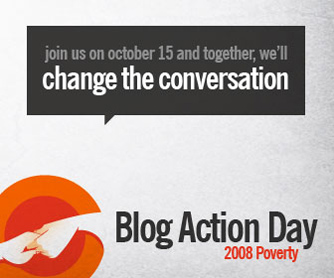 join us on october 15 and together, we'll
change the conversation
Blog Action Day
2008 Poverty